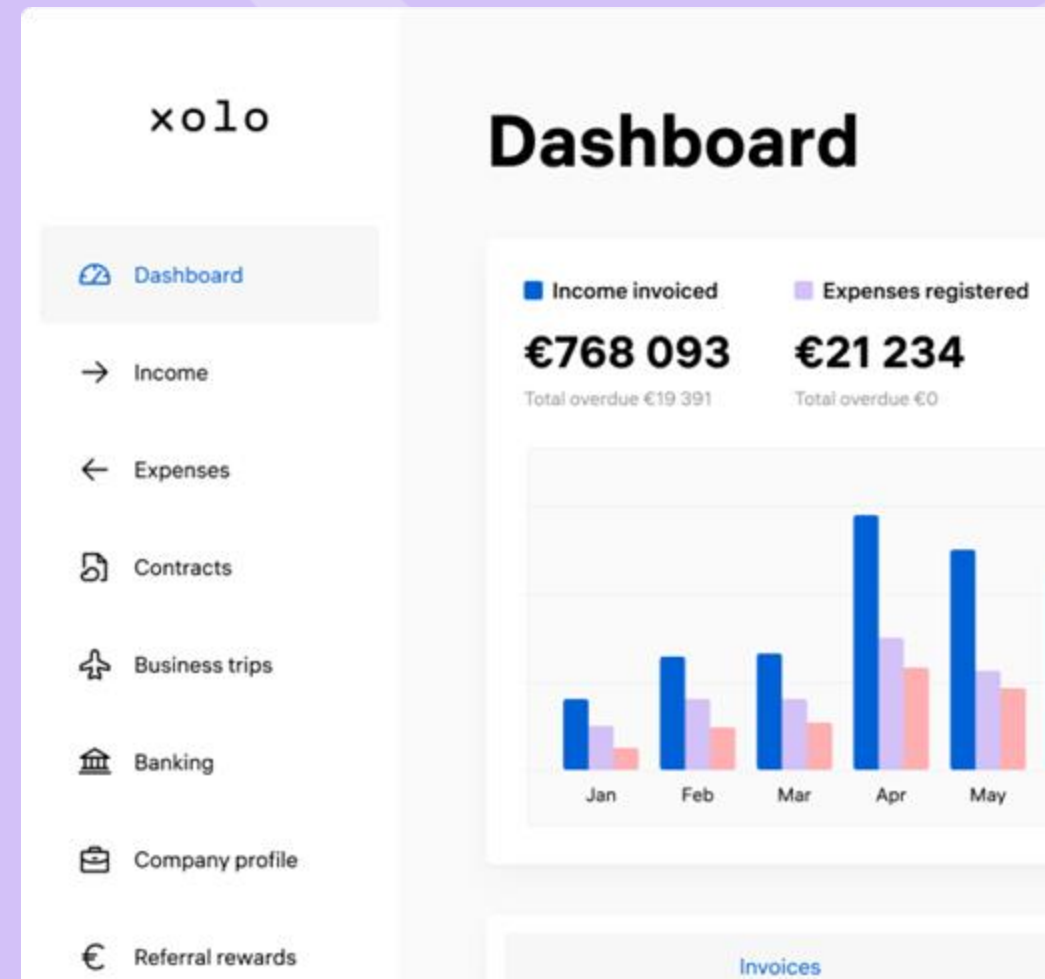 xolo
Dashboard
Income
Expenses
Contracts
Business trips
Banking
Company profile
Referral rewards
Dashboard
Income invoiced
€768 093
Total overdue €19 391
Expenses registered
€21 234
Total overdue €0
Jan Feb Mar Apr May
Invoices